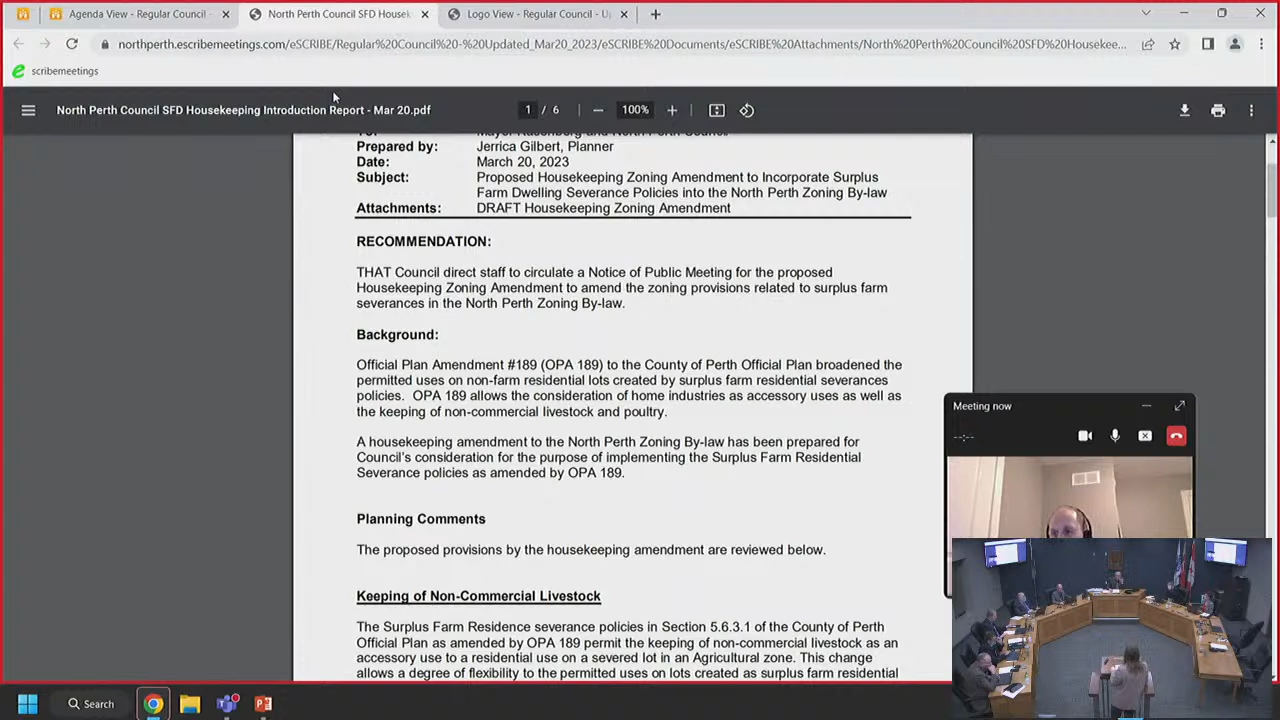 Agenda View - Regular Council -
North Perth Council SFD Househ
Logo View - Regular Council - U
northperth.escribemeetings.com/eSCRIBE/Regular%20Council%20-%20Updated_Mar20_2023/eSCRIBE%20Documents/eSCRIBE%20Attachments/North%20Perth%20Council%20SFD%20Housekee...
scribemeetings
North Perth Council SFD Housekeeping Introduction Report - Mar 20.pdf
1 / 6
100%
To: Mayor Kasenberg and North Perth Council
Prepared by: Jerrica Gilbert, Planner
Date: March 20, 2023
Subject: Proposed Housekeeping Zoning Amendment to Incorporate Surplus
Farm Dwelling Severance Policies into the North Perth Zoning By-law
Attachments: DRAFT Housekeeping Zoning Amendment
RECOMMENDATION:
THAT Council direct staff to circulate a Notice of Public Meeting for the proposed
Housekeeping Zoning Amendment to amend the zoning provisions related to surplus farm
severances in the North Perth Zoning By-law.
Background:
Official Plan Amendment #189 (OPA 189) to the County of Perth Official Plan broadened the
permitted uses on non-farm residential lots created by surplus farm residential severances
policies. OPA 189 allows the consideration of home industries as accessory uses as well as
the keeping of non-commercial livestock and poultry.
A housekeeping amendment to the North Perth Zoning By-law has been prepared for
Council's consideration for the purpose of implementing the Surplus Farm Residential
Severance policies as amended by OPA 189.
Planning Comments
The proposed provisions by the housekeeping amendment are reviewed below.
Keeping of Non-Commercial Livestock
The Surplus Farm Residence severance policies in Section 5.6.3.1 of the County of Perth
Official Plan as amended by OPA 189 permit the keeping of non-commercial livestock as an
accessory use to a residential use on a severed lot in an Agricultural zone. This change
allows a degree of flexibility to the permitted uses on lots created as surplus farm residential
Meeting now
--:--
Search